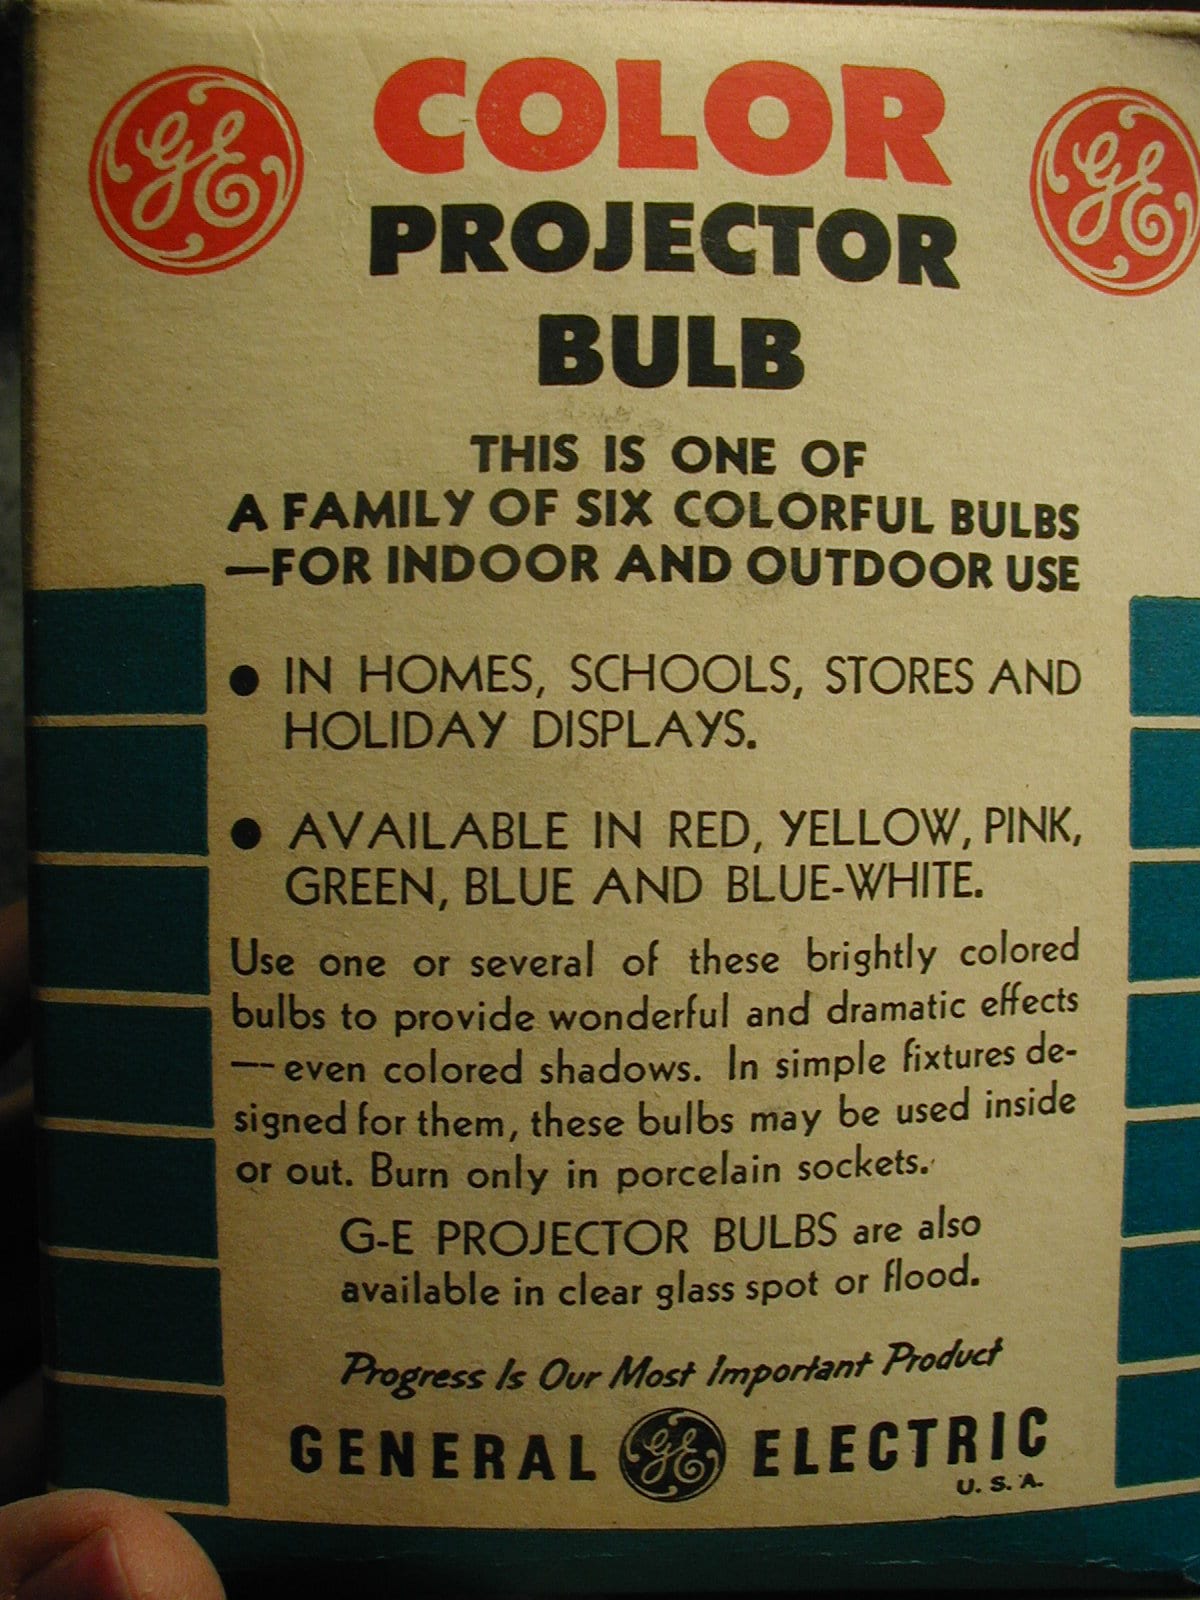 GE
COLOR
GE
PROJECTOR
BULB
THIS IS ONE OF
A FAMILY OF SIX COLORFUL BULBS
—FOR INDOOR AND OUTDOOR USE
● IN HOMES, SCHOOLS, STORES AND
HOLIDAY DISPLAYS.
● AVAILABLE IN RED, YELLOW, PINK,
GREEN, BLUE AND BLUE-WHITE.
Use one or several of these brightly colored
bulbs to provide wonderful and dramatic effects
—even colored shadows. In simple fixtures de-
signed for them, these bulbs may be used inside
or out. Burn only in porcelain sockets.
G-E PROJECTOR BULBS are also
available in clear glass spot or flood.
Progress Is Our Most Important Product
GENERAL GE ELECTRIC
U. S. A.